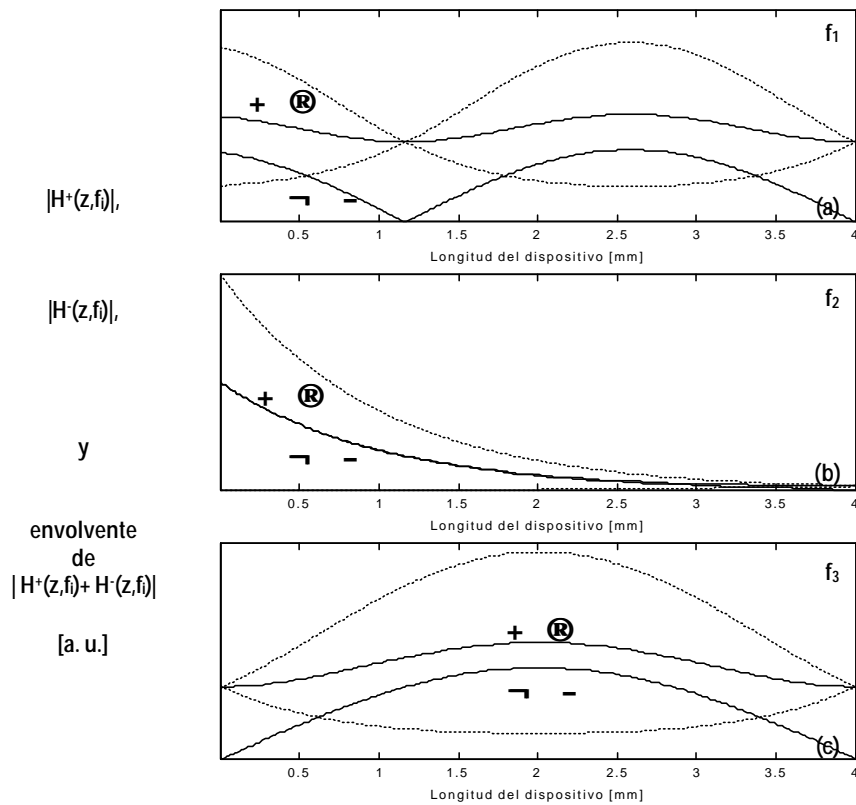 |H⁺(z,fᵢ)|,
|H⁻(z,fᵢ)|,
y
envolvente
de
| H⁺(z,fᵢ)+ H⁻(z,fᵢ)|
[a. u.]
f₁
+ ®
¬ -
(a)
0.5 1 1.5 2 2.5 3 3.5 4
Longitud del dispositivo [mm]
f₂
+ ®
¬ -
(b)
0.5 1 1.5 2 2.5 3 3.5 4
Longitud del dispositivo [mm]
f₃
+ ®
¬ -
(c)
0.5 1 1.5 2 2.5 3 3.5 4
Longitud del dispositivo [mm]